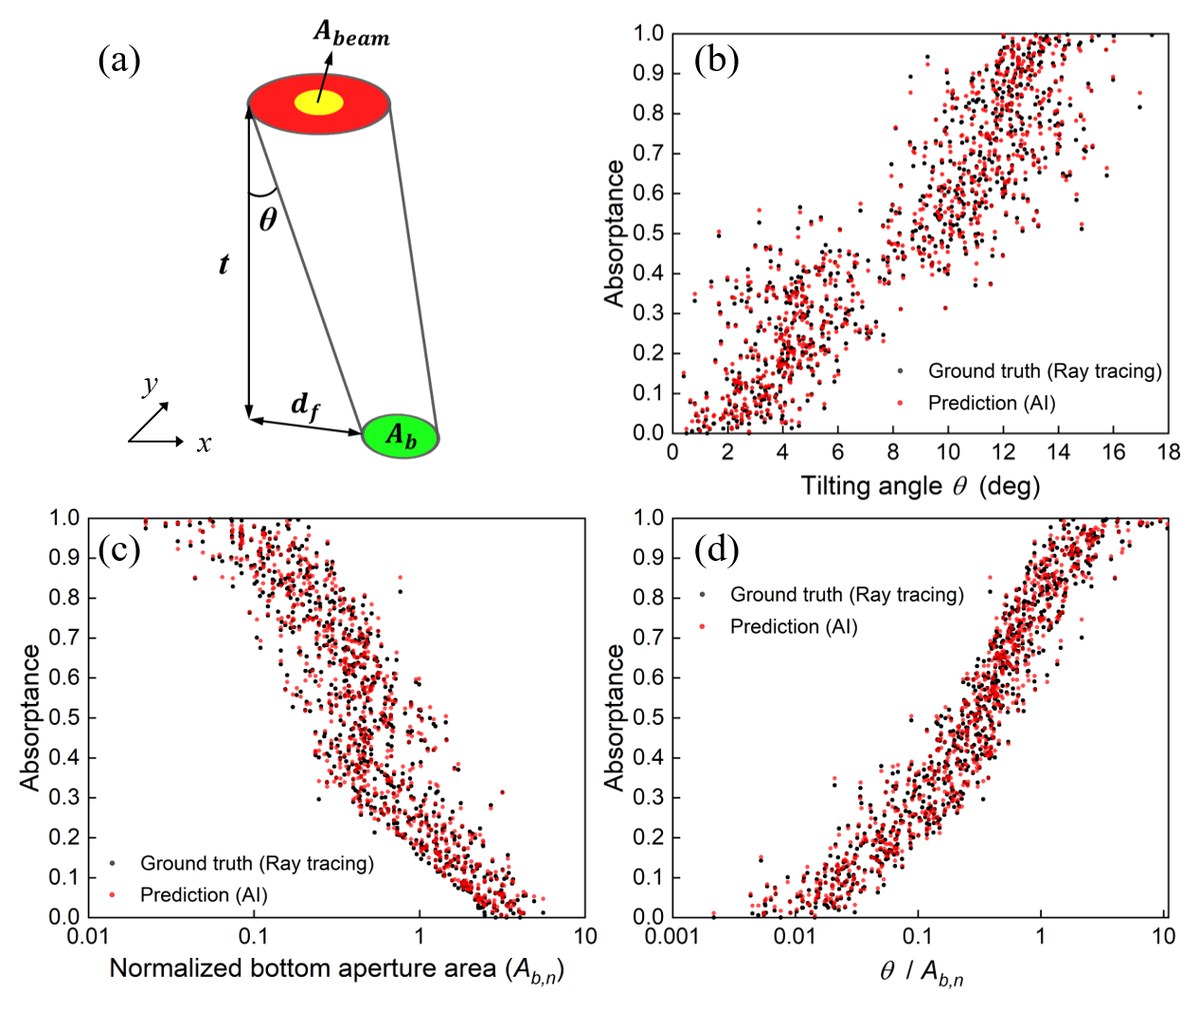 (a)
A_beam
θ
t
d_f
A_b
y
x
(b)
Absorptance
1.0
0.9
0.8
0.7
0.6
0.5
0.4
0.3
0.2
0.1
0.0
Ground truth (Ray tracing)
Prediction (AI)
0 2 4 6 8 10 12 14 16 18
Tilting angle θ (deg)
(c)
Absorptance
1.0
0.9
0.8
0.7
0.6
0.5
0.4
0.3
0.2
0.1
0.0
Ground truth (Ray tracing)
Prediction (AI)
0.01 0.1 1 10
Normalized bottom aperture area (A_b,n)
(d)
Absorptance
1.0
0.9
0.8
0.7
0.6
0.5
0.4
0.3
0.2
0.1
0.0
Ground truth (Ray tracing)
Prediction (AI)
0.001 0.01 0.1 1 10
θ / A_b,n